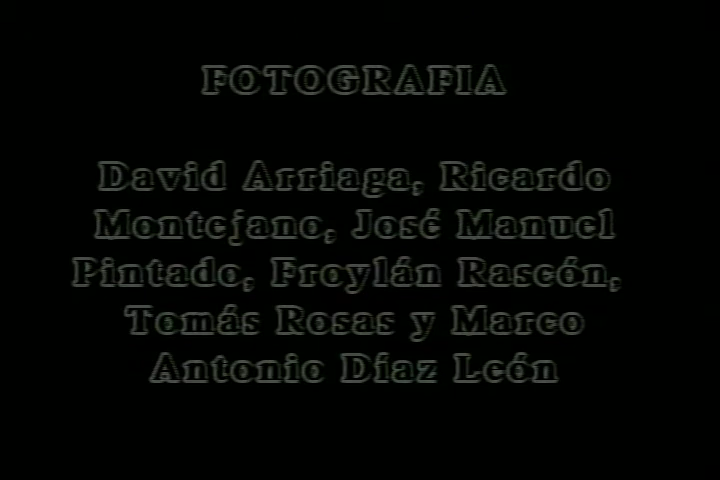 FOTOGRAFIA
David Arriaga, Ricardo
Montejano, José Manuel
Pintado, Froylán Rascón,
Tomás Rosas y Marco
Antonio Díaz León